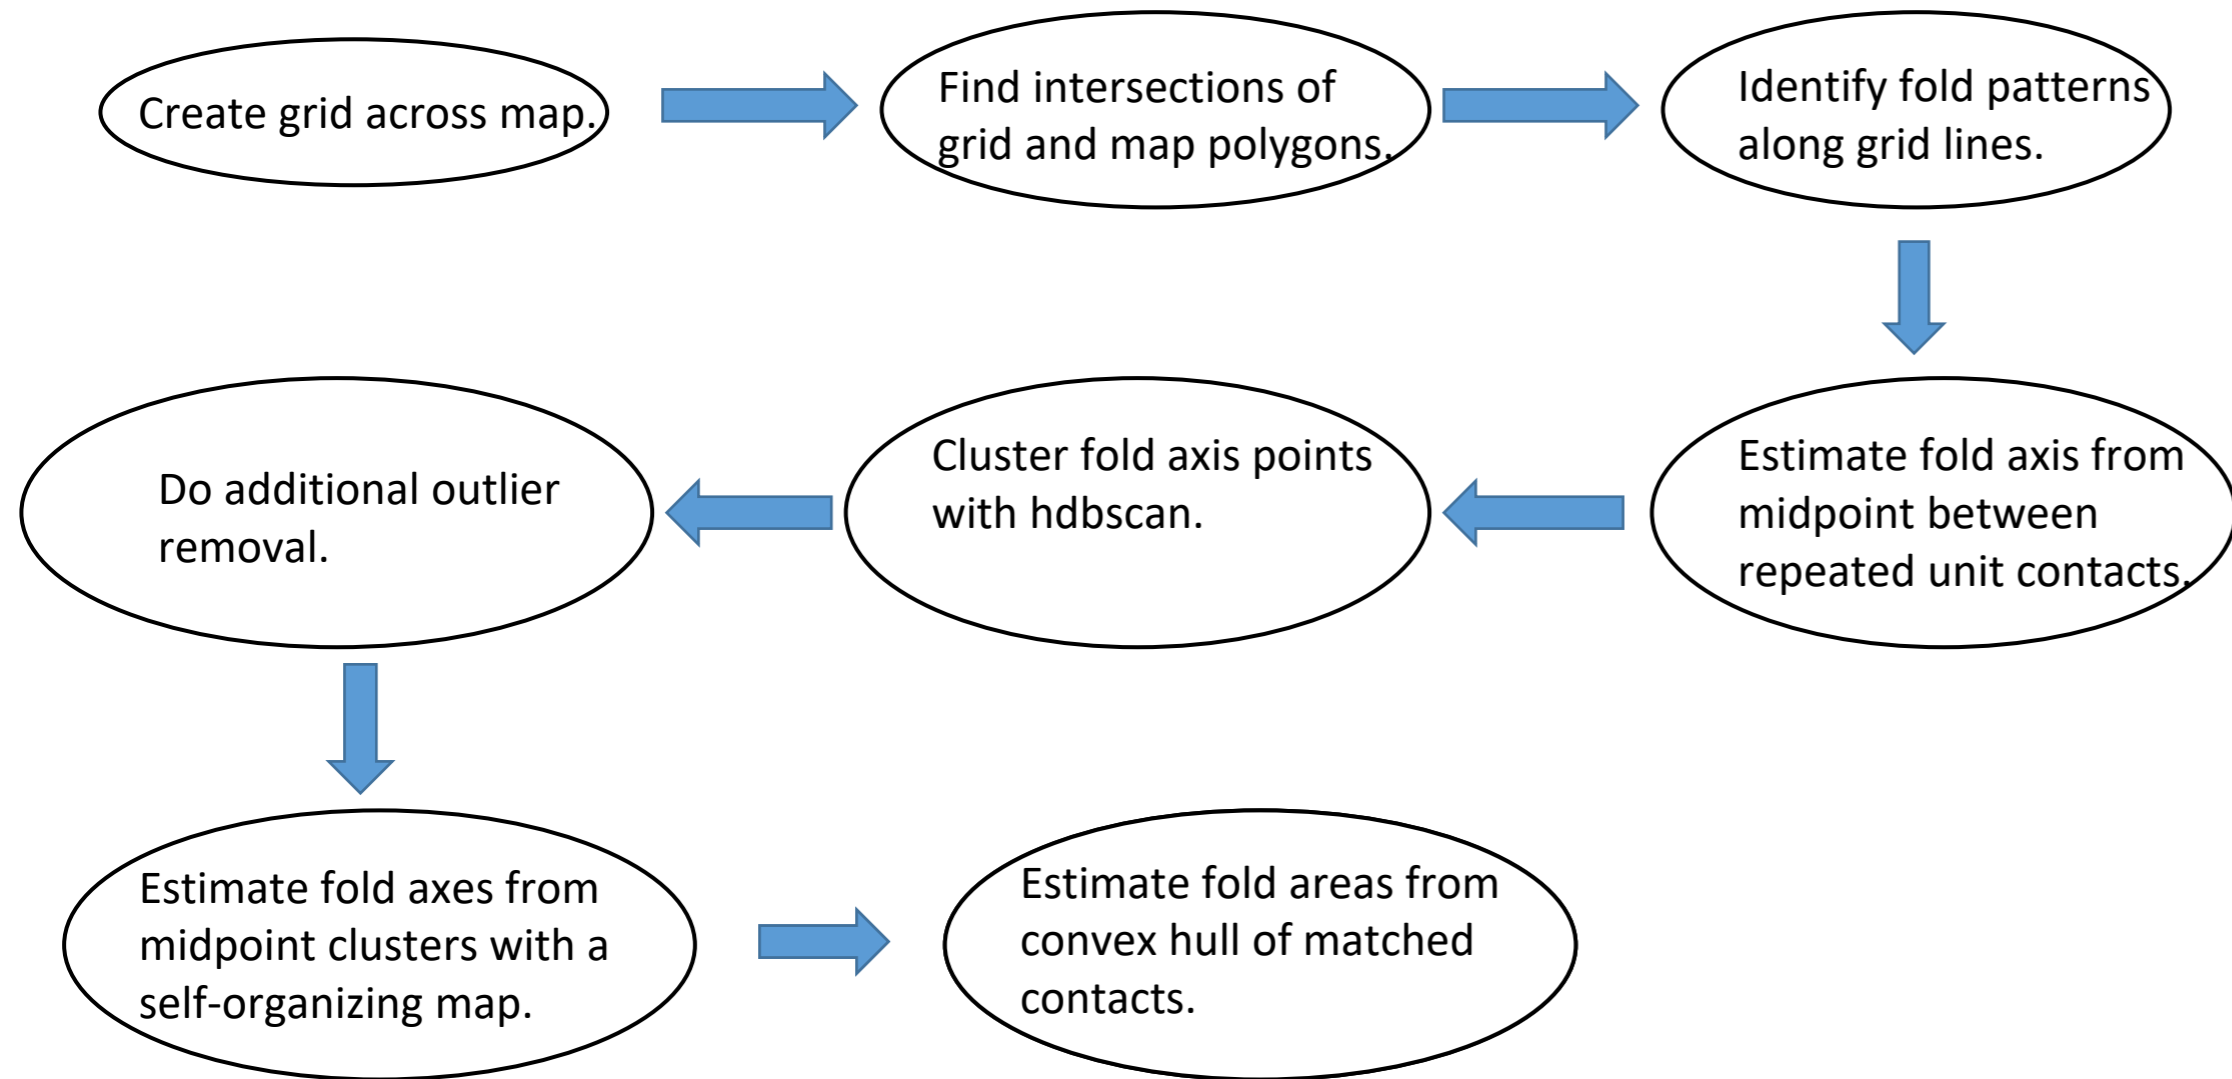 Create grid across map.
Find intersections of
grid and map polygons.
Identify fold patterns
along grid lines.
Estimate fold axis from
midpoint between
repeated unit contacts.
Cluster fold axis points
with hdbscan.
Do additional outlier
removal.
Estimate fold axes from
midpoint clusters with a
self-organizing map.
Estimate fold areas from
convex hull of matched
contacts.